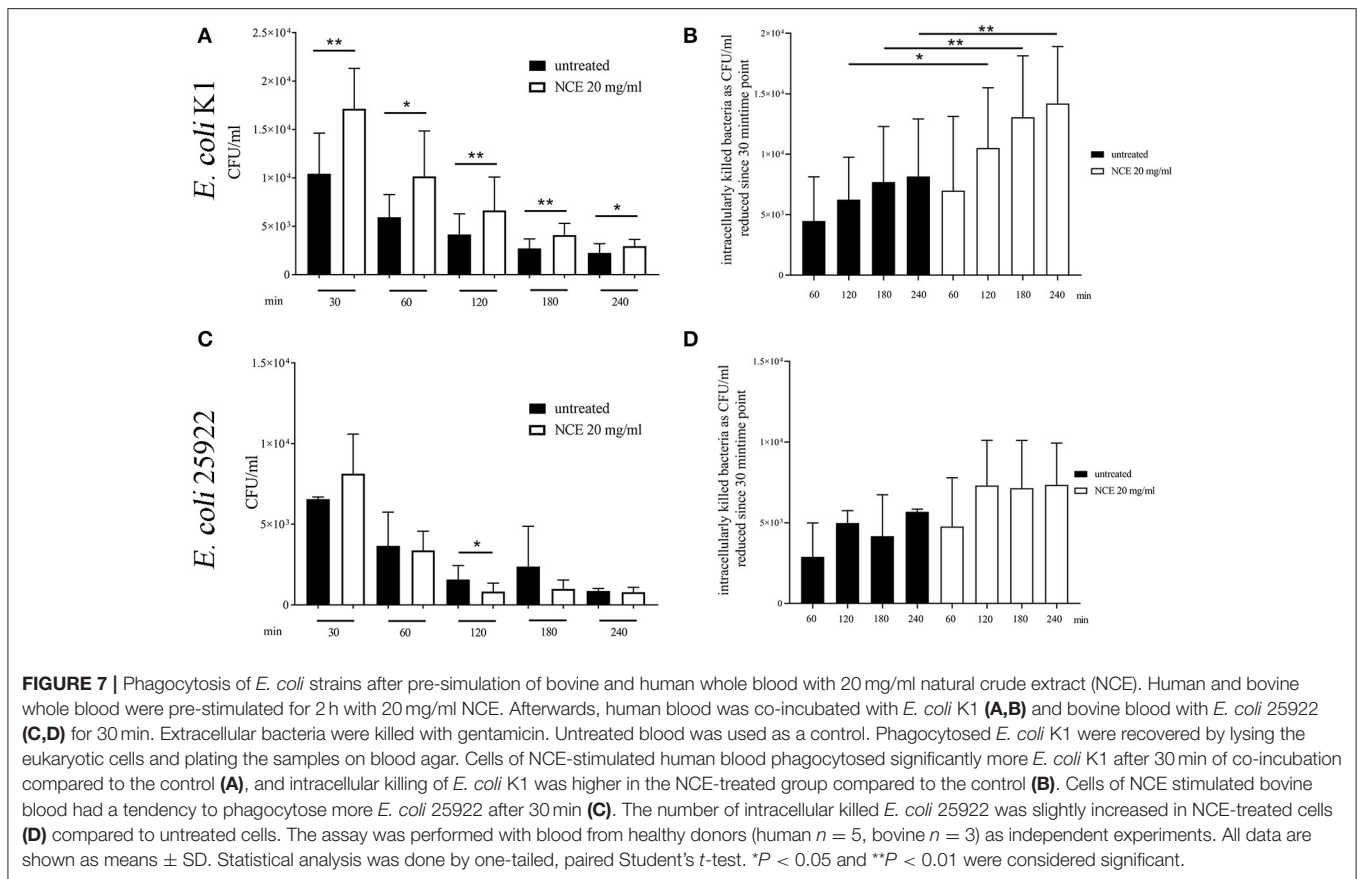 A
E. coli K1
CFU/ml
2.5×10⁴
2×10⁴
1.5×10⁴
1×10⁴
5×10³
0
**
*
**
**
*
untreated
NCE 20 mg/ml
min 30 60 120 180 240
B
intracellularly killed bacteria as CFU/ml
reduced since 30 mintime point
2×10⁴
1.5×10⁴
1×10⁴
5×10³
0
**
**
*
untreated
NCE 20 mg/ml
60 120 180 240 60 120 180 240 min
C
E. coli 25922
CFU/ml
1.5×10⁴
1×10⁴
5×10³
0
*
untreated
NCE 20 mg/ml
min 30 60 120 180 240
D
intracellularly killed bacteria as CFU/ml
reduced since 30 mintime point
1.5×10⁴
1×10⁴
5×10³
0
untreated
NCE 20 mg/ml
60 120 180 240 60 120 180 240 min
FIGURE 7 | Phagocytosis of E. coli strains after pre-simulation of bovine and human whole blood with 20 mg/ml natural crude extract (NCE). Human and bovine
whole blood were pre-stimulated for 2 h with 20 mg/ml NCE. Afterwards, human blood was co-incubated with E. coli K1 (A,B) and bovine blood with E. coli 25922
(C,D) for 30 min. Extracellular bacteria were killed with gentamicin. Untreated blood was used as a control. Phagocytosed E. coli K1 were recovered by lysing the
eukaryotic cells and plating the samples on blood agar. Cells of NCE-stimulated human blood phagocytosed significantly more E. coli K1 after 30 min of co-incubation
compared to the control (A), and intracellular killing of E. coli K1 was higher in the NCE-treated group compared to the control (B). Cells of NCE stimulated bovine
blood had a tendency to phagocytose more E. coli 25922 after 30 min (C). The number of intracellular killed E. coli 25922 was slightly increased in NCE-treated cells
(D) compared to untreated cells. The assay was performed with blood from healthy donors (human n = 5, bovine n = 3) as independent experiments. All data are
shown as means ± SD. Statistical analysis was done by one-tailed, paired Student's t-test. *P < 0.05 and **P < 0.01 were considered significant.